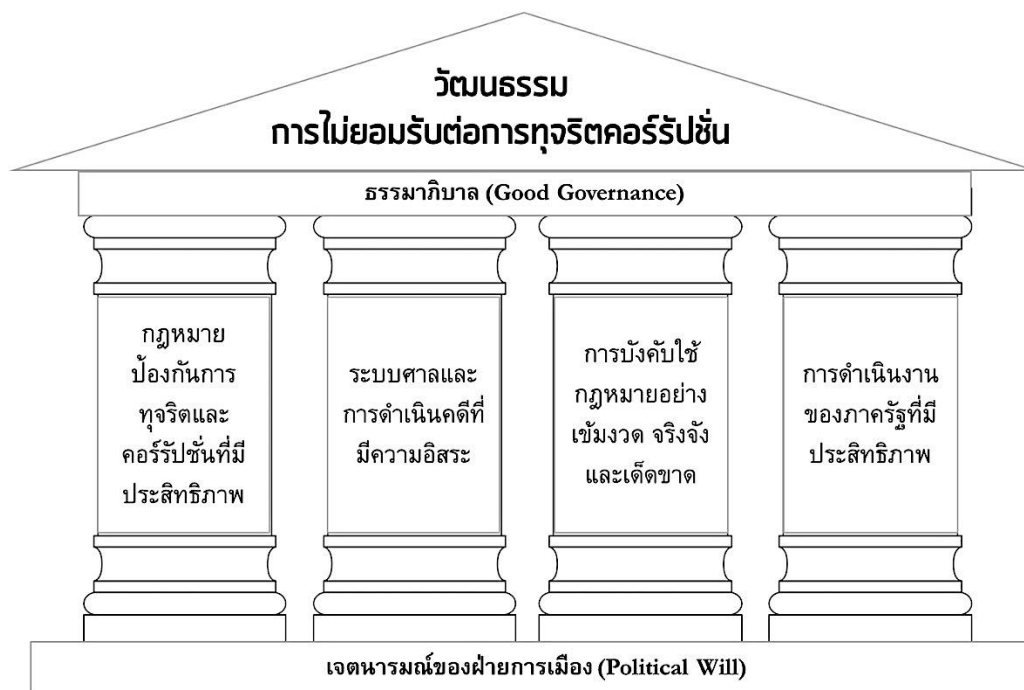 วัฒนธรรม
การไม่ยอมรับต่อการทุจริตคอร์รัปชั่น
ธรรมาภิบาล (Good Governance)
กฎหมาย
ป้องกันการ
ทุจริตและ
คอร์รัปชั่นที่มี
ประสิทธิภาพ
ระบบศาลและ
การดำเนินคดีที่
มีความอิสระ
การบังคับใช้
กฎหมายอย่าง
เข้มงวด จริงจัง
และเด็ดขาด
การดำเนินงาน
ของภาครัฐที่มี
ประสิทธิภาพ
เจตนารมณ์ของฝ่ายการเมือง (Political Will)